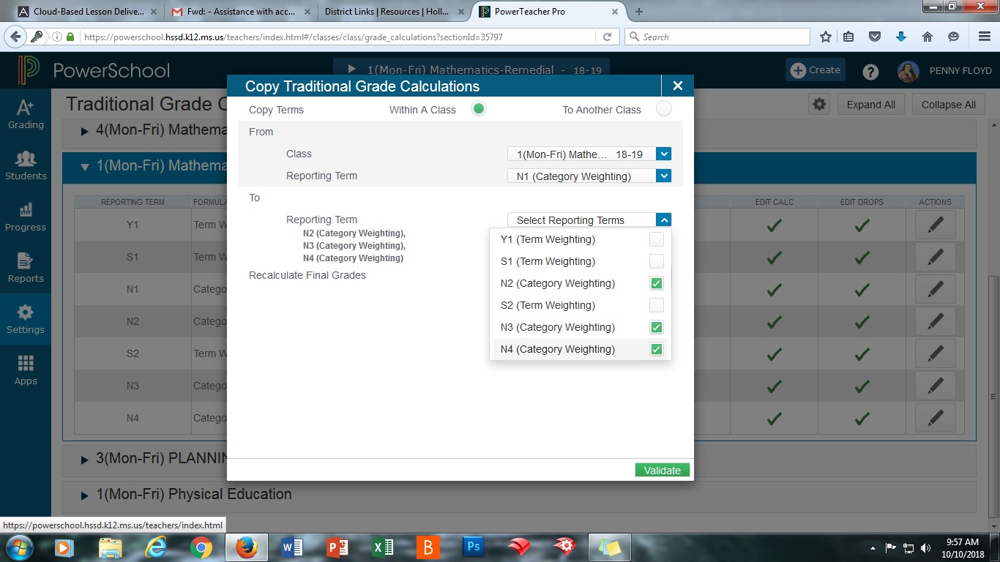 Cloud-Based Lesson Delive...
Fwd: - Assistance with acc...
District Links | Resources | Holl...
PowerTeacher Pro
https://powerschool.hssd.k12.ms.us/teachers/index.html#/classes/class/grade_calculations?sectionId=35797
Search
PowerSchool
1(Mon-Fri) Mathematics-Remedial - 18-19
Create
PENNY FLOYD
Traditional Grade C
Expand All
Collapse All
Grading
Students
Progress
Reports
Settings
Apps
4(Mon-Fri) Mathema
1(Mon-Fri) Mathema
REPORTING TERM FORMULA EDIT CALC EDIT DROPS ACTIONS
Y1 Term W
S1 Term W
N1 Catego
N2 Catego
S2 Term W
N3 Catego
N4 Catego
3(Mon-Fri) PLANNIN
1(Mon-Fri) Physical Education
Copy Traditional Grade Calculations
Copy Terms Within A Class To Another Class
From
Class 1(Mon-Fri) Mathe... 18-19
Reporting Term N1 (Category Weighting)
To
Reporting Term Select Reporting Terms
N2 (Category Weighting),
N3 (Category Weighting),
N4 (Category Weighting)
Recalculate Final Grades
Y1 (Term Weighting)
S1 (Term Weighting)
N2 (Category Weighting)
S2 (Term Weighting)
N3 (Category Weighting)
N4 (Category Weighting)
Validate
https://powerschool.hssd.k12.ms.us/teachers/index.html
9:57 AM
10/10/2018